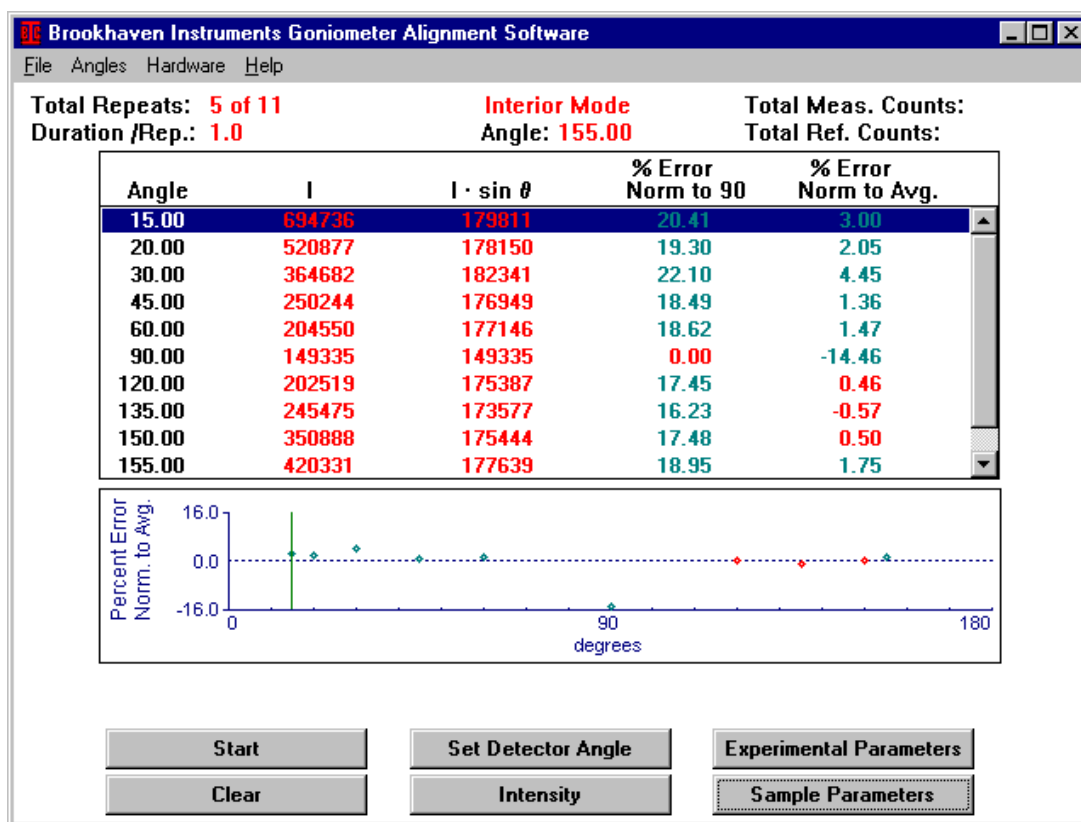 BIC Brookhaven Instruments Goniometer Alignment Software
File Angles Hardware Help
Total Repeats: 5 of 11 Interior Mode Total Meas. Counts:
Duration /Rep.: 1.0 Angle: 155.00 Total Ref. Counts:
% Error % Error
Angle I I · sin θ Norm to 90 Norm to Avg.
15.00 694736 179811 20.41 3.00
20.00 520877 178150 19.30 2.05
30.00 364682 182341 22.10 4.45
45.00 250244 176949 18.49 1.36
60.00 204550 177146 18.62 1.47
90.00 149335 149335 0.00 -14.46
120.00 202519 175387 17.45 0.46
135.00 245475 173577 16.23 -0.57
150.00 350888 175444 17.48 0.50
155.00 420331 177639 18.95 1.75
Percent Error
Norm. to Avg.
16.0
0.0
-16.0
0 90 180
degrees
Start Set Detector Angle Experimental Parameters
Clear Intensity Sample Parameters